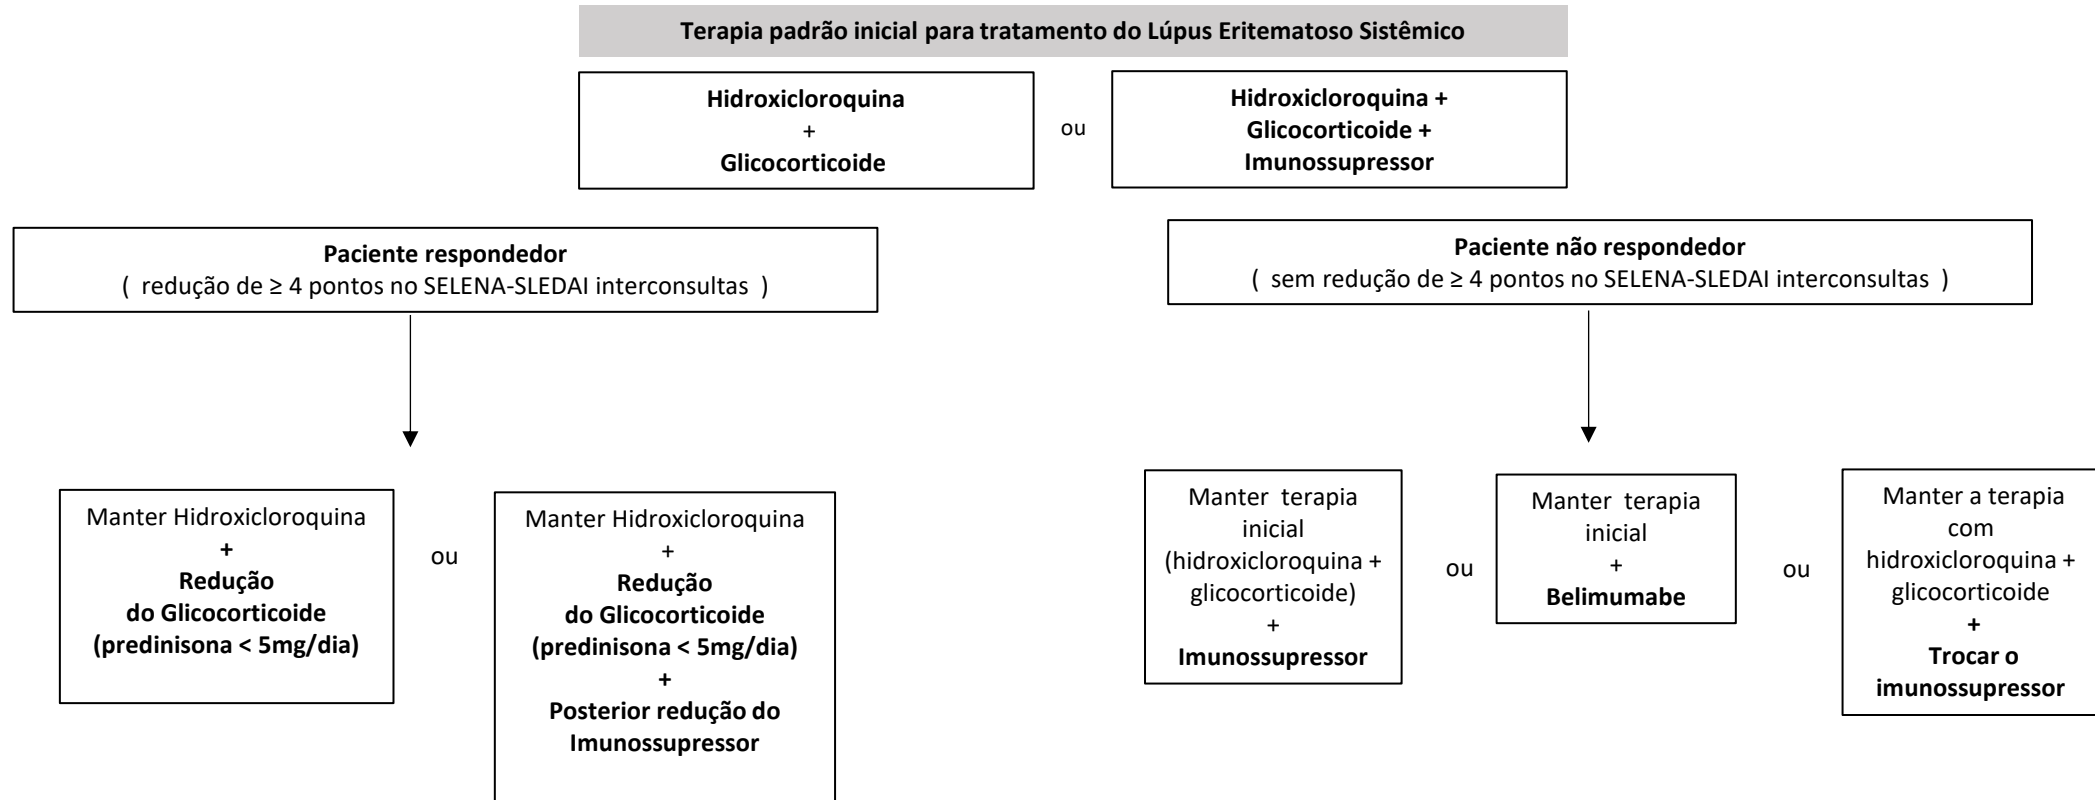 Terapia padrão inicial para tratamento do Lúpus Eritematoso Sistêmico
Hidroxicloroquina
+
Glicocorticoide
ou
Hidroxicloroquina +
Glicocorticoide +
Imunossupressor
Paciente respondedor
( redução de ≥ 4 pontos no SELENA-SLEDAI interconsultas )
Paciente não respondedor
( sem redução de ≥ 4 pontos no SELENA-SLEDAI interconsultas )
Manter Hidroxicloroquina
+
Redução
do Glicocorticoide
(predinisona < 5mg/dia)
ou
Manter Hidroxicloroquina
+
Redução
do Glicocorticoide
(predinisona < 5mg/dia)
+
Posterior redução do
Imunossupressor
Manter terapia
inicial
(hidroxicloroquina +
glicocorticoide)
+
Imunossupressor
ou
Manter terapia
inicial
+
Belimumabe
ou
Manter a terapia
com
hidroxicloroquina +
glicocorticoide
+
Trocar o
imunossupressor